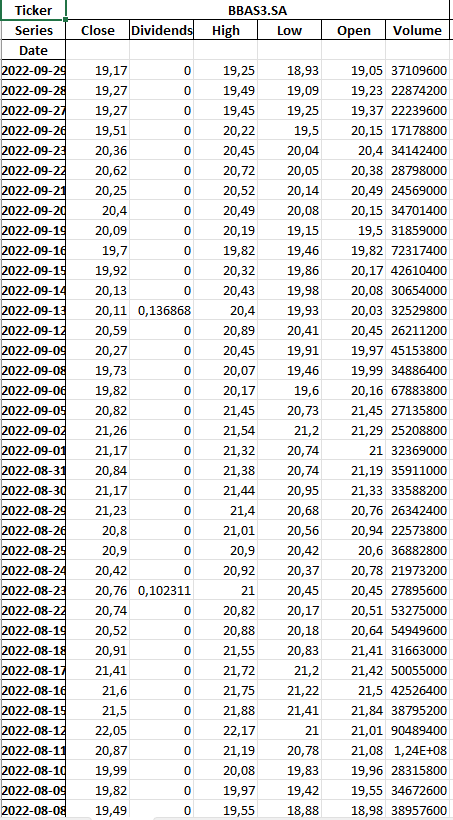 Ticker BBAS3.SA
Series Close Dividends High Low Open Volume
Date
2022-09-29 19,17 0 19,25 18,93 19,05 37109600
2022-09-28 19,27 0 19,49 19,09 19,23 22874200
2022-09-27 19,27 0 19,45 19,25 19,37 22239600
2022-09-26 19,51 0 20,22 19,5 20,15 17178800
2022-09-23 20,36 0 20,45 20,04 20,4 34142400
2022-09-22 20,62 0 20,72 20,05 20,38 28798000
2022-09-21 20,25 0 20,52 20,14 20,49 24569000
2022-09-20 20,4 0 20,49 20,08 20,15 34701400
2022-09-19 20,09 0 20,19 19,15 19,5 31859000
2022-09-16 19,7 0 19,82 19,46 19,82 72317400
2022-09-15 19,92 0 20,32 19,86 20,17 42610400
2022-09-14 20,13 0 20,43 19,98 20,08 30654000
2022-09-13 20,11 0,136868 20,4 19,93 20,03 32529800
2022-09-12 20,59 0 20,89 20,41 20,45 26211200
2022-09-09 20,27 0 20,45 19,91 19,97 45153800
2022-09-08 19,73 0 20,07 19,46 19,99 34886400
2022-09-06 19,82 0 20,17 19,6 20,16 67883800
2022-09-05 20,82 0 21,45 20,73 21,45 27135800
2022-09-02 21,26 0 21,54 21,2 21,29 25208800
2022-09-01 21,17 0 21,32 20,74 21 32369000
2022-08-31 20,84 0 21,38 20,74 21,19 35911000
2022-08-30 21,17 0 21,44 20,95 21,33 33588200
2022-08-29 21,23 0 21,4 20,68 20,76 26342400
2022-08-26 20,8 0 21,01 20,56 20,94 22573800
2022-08-25 20,9 0 20,9 20,42 20,6 36882800
2022-08-24 20,42 0 20,92 20,37 20,78 21973200
2022-08-23 20,76 0,102311 21 20,45 20,45 27895600
2022-08-22 20,74 0 20,82 20,17 20,51 53275000
2022-08-19 20,52 0 20,88 20,18 20,64 54949600
2022-08-18 20,91 0 21,55 20,83 21,41 31663000
2022-08-17 21,41 0 21,72 21,2 21,42 50055000
2022-08-16 21,6 0 21,75 21,22 21,5 42526400
2022-08-15 21,5 0 21,88 21,41 21,84 38795200
2022-08-12 22,05 0 22,17 21 21,01 90489400
2022-08-11 20,87 0 21,19 20,78 21,08 1,24E+08
2022-08-10 19,99 0 20,08 19,83 19,96 28315800
2022-08-09 19,82 0 19,97 19,42 19,55 34672600
2022-08-08 19,49 0 19,55 18,88 18,98 38957600